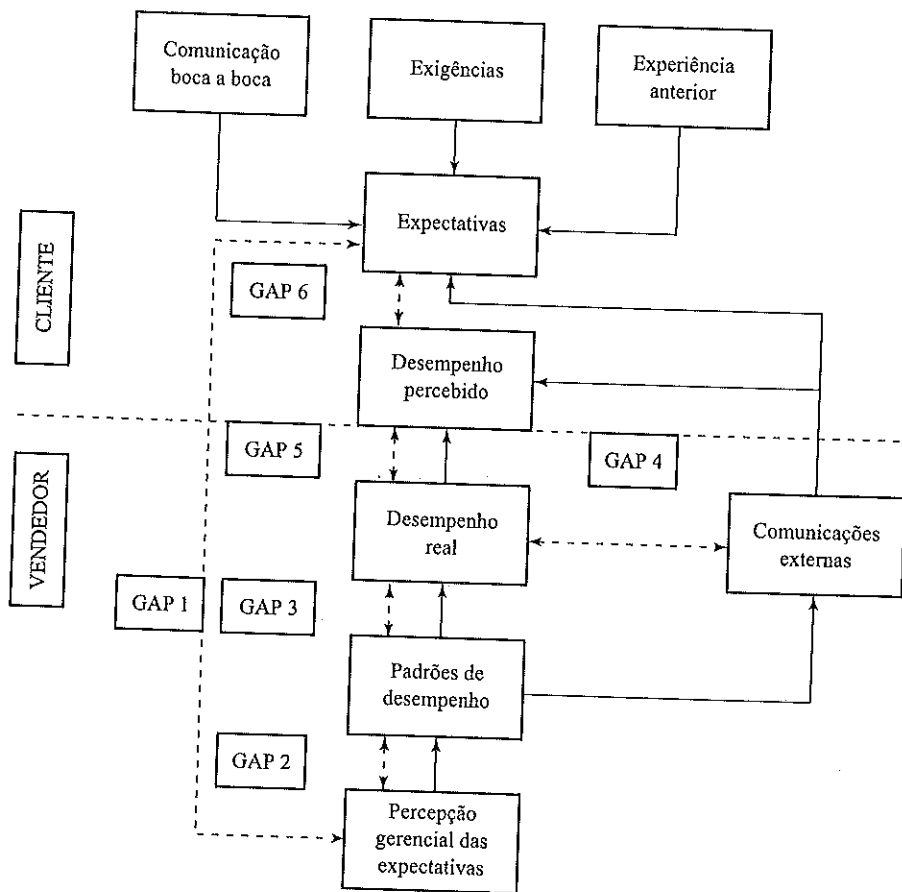 Comunicação
boca a boca
Exigências
Experiência
anterior
Expectativas
CLIENTE
GAP 6
Desempenho
percebido
GAP 5
GAP 4
VENDEDOR
Desempenho
real
Comunicações
externas
GAP 1
GAP 3
Padrões de
desempenho
GAP 2
Percepção
gerencial das
expectativas